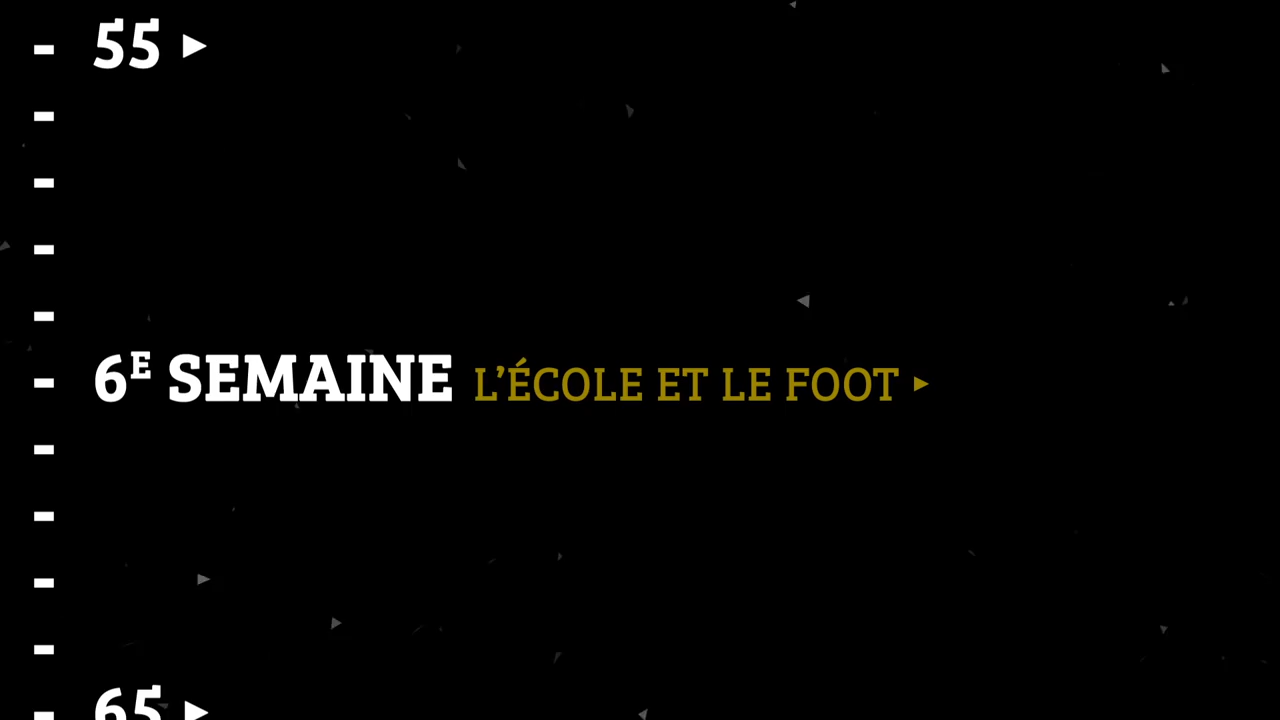 55 ►
6E SEMAINE L'ÉCOLE ET LE FOOT ►
65 ►